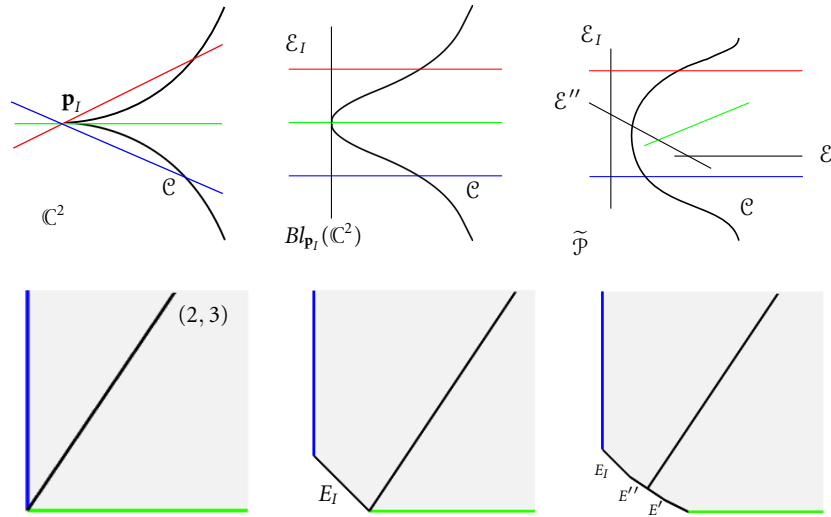 𝐩_I
𝒞
ℂ²
ℰ_I
𝒞
Bl_{𝐩_I}(ℂ²)
ℰ_I
ℰ''
ℰ
𝒞
𝒫̃
(2, 3)
E_I
E_I
E''
E'